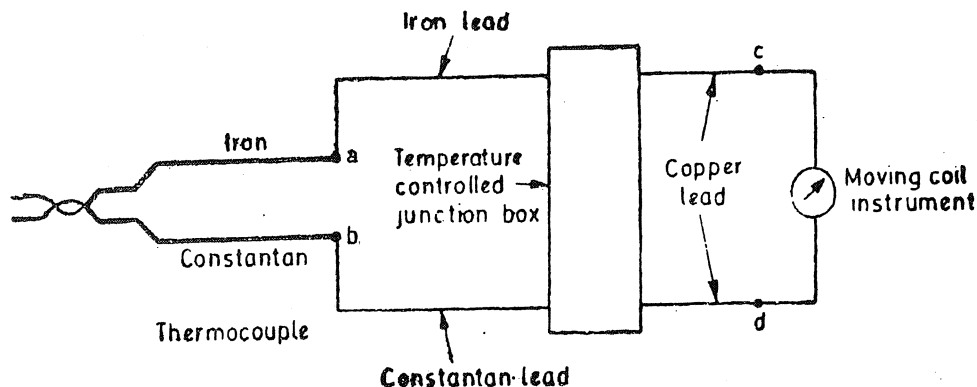 Iron lead
c
Iron
a
Temperature
controlled
junction box
Copper
lead
Moving coil
instrument
b
Constantan
d
Thermocouple
Constantan lead